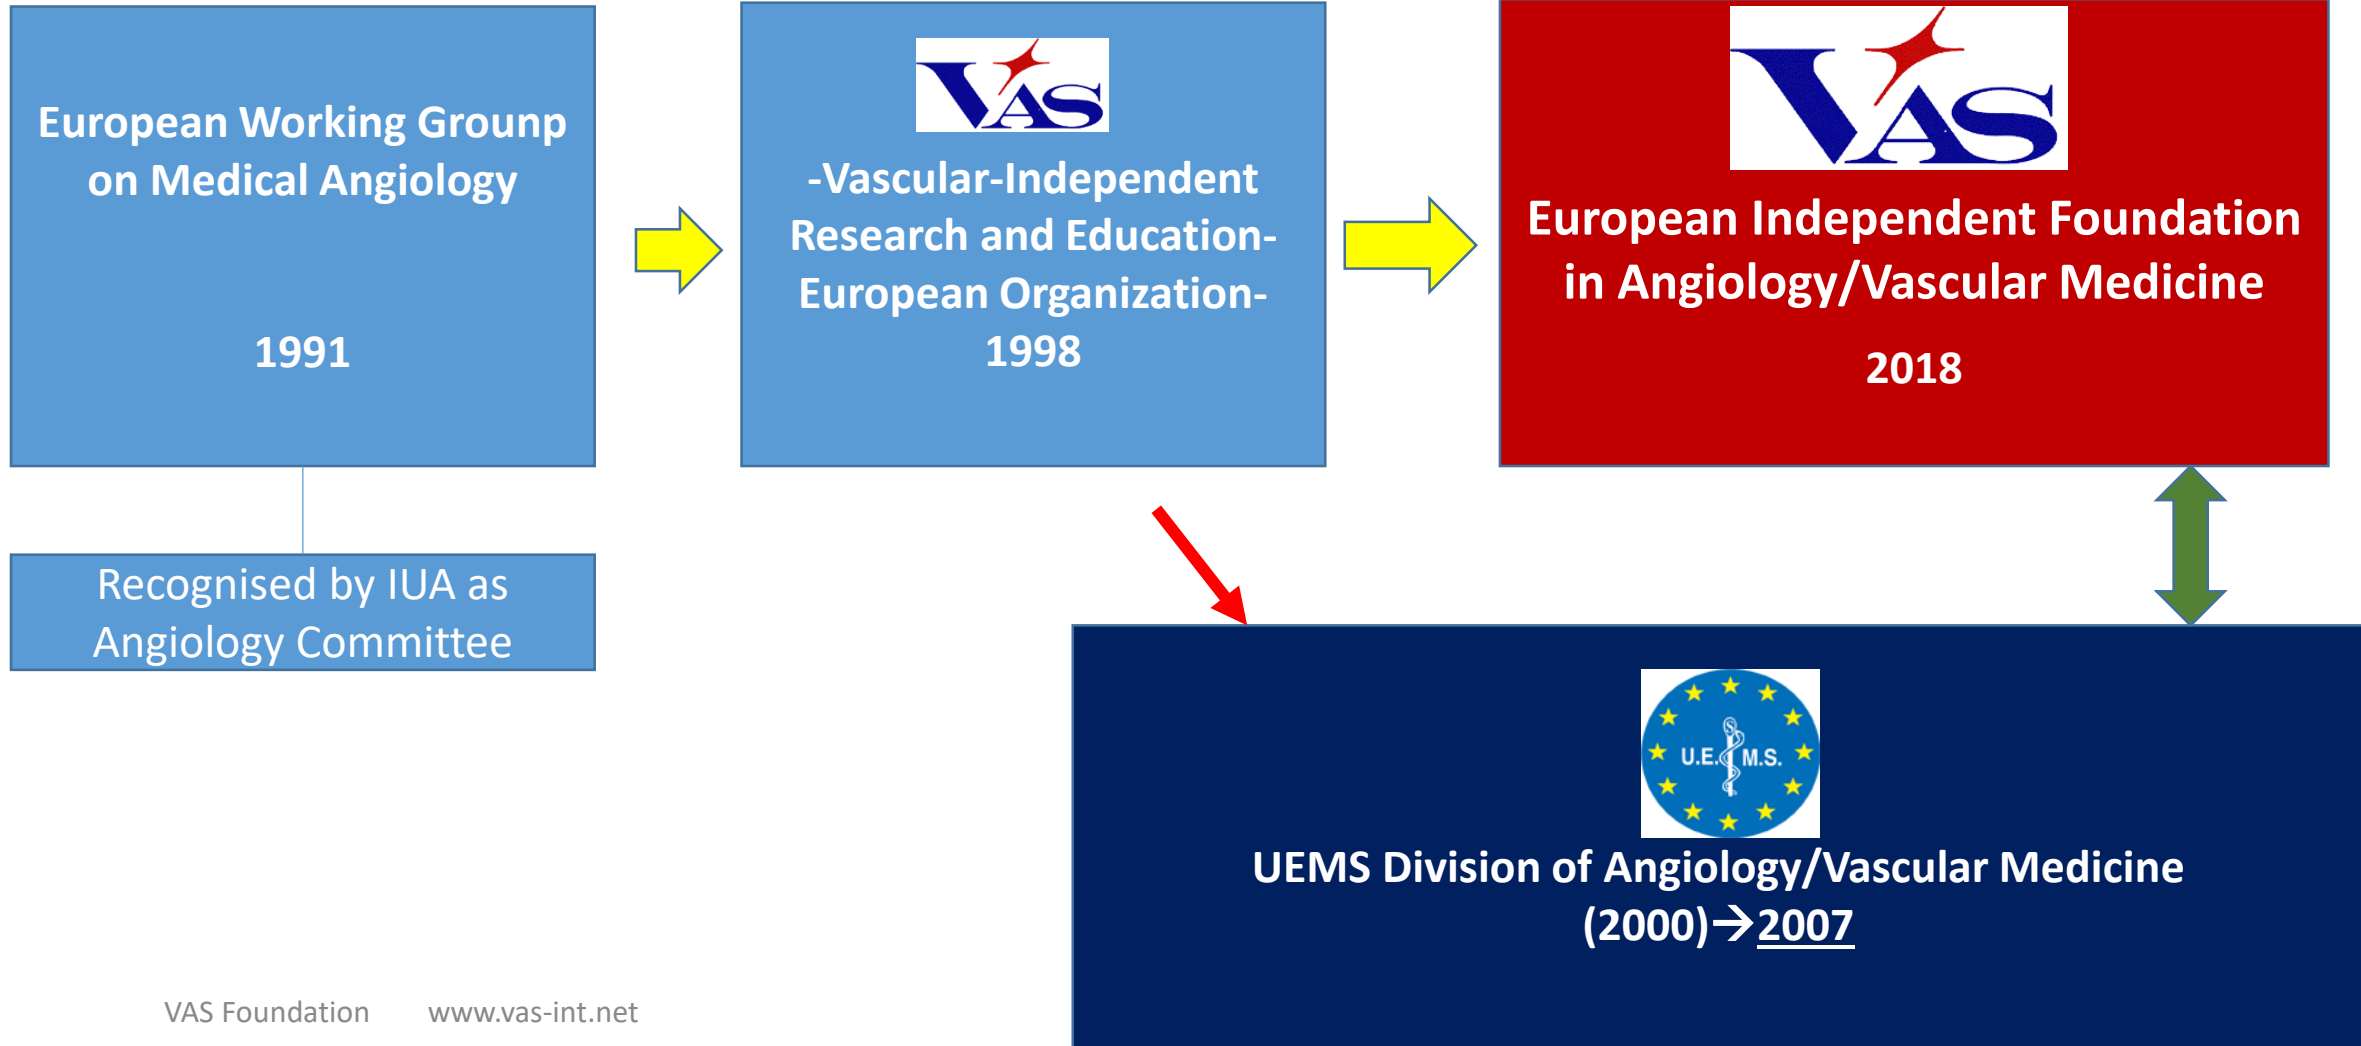 European Working Grounp
on Medical Angiology
1991
Recognised by IUA as
Angiology Committee
VAS
-Vascular-Independent
Research and Education-
European Organization-
1998
VAS
European Independent Foundation
in Angiology/Vascular Medicine
2018
U.E. M.S.
UEMS Division of Angiology/Vascular Medicine
(2000)→2007
VAS Foundation www.vas-int.net